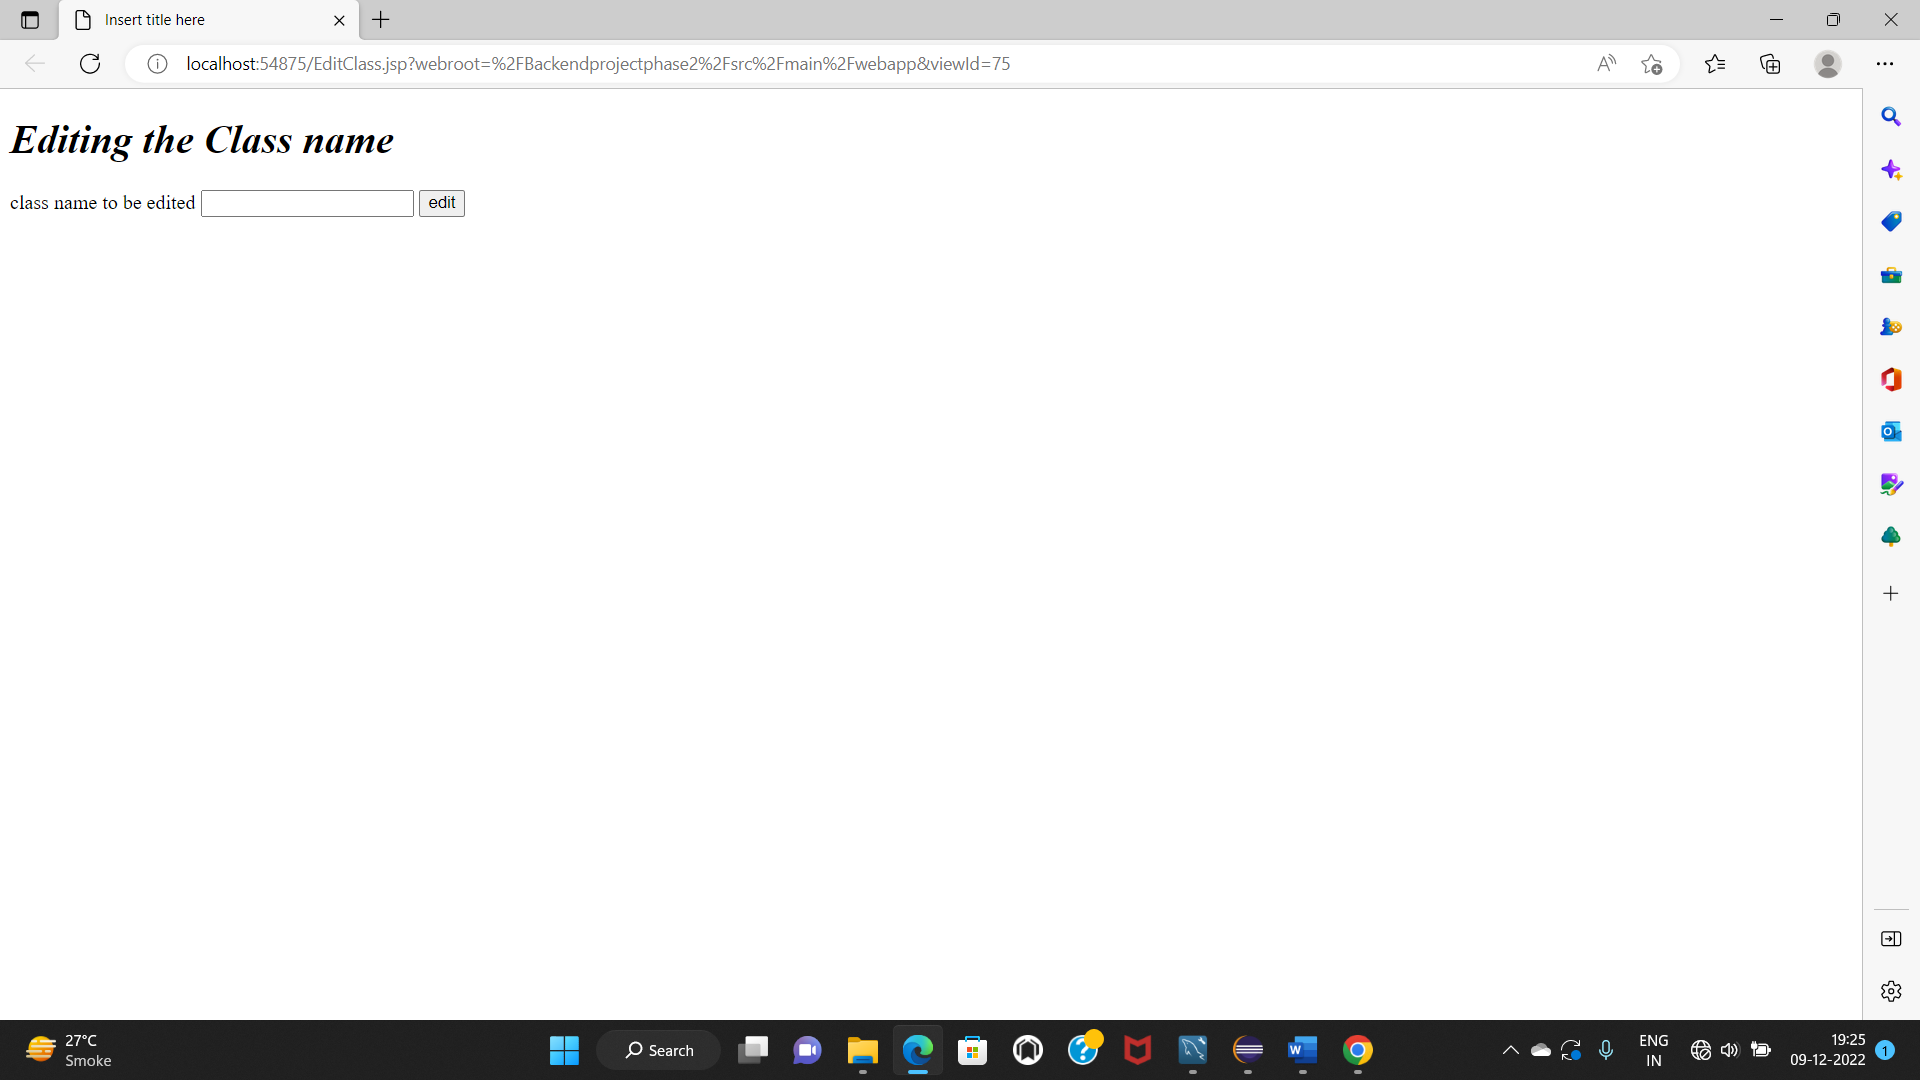 Insert title here
localhost:54875/EditClass.jsp?webroot=%2FBackendprojectphase2%2Fsrc%2Fmain%2Fwebapp&viewId=75
Editing the Class name
class name to be edited
edit
27°C
Smoke
Search
ENG
IN
19:25
09-12-2022
1